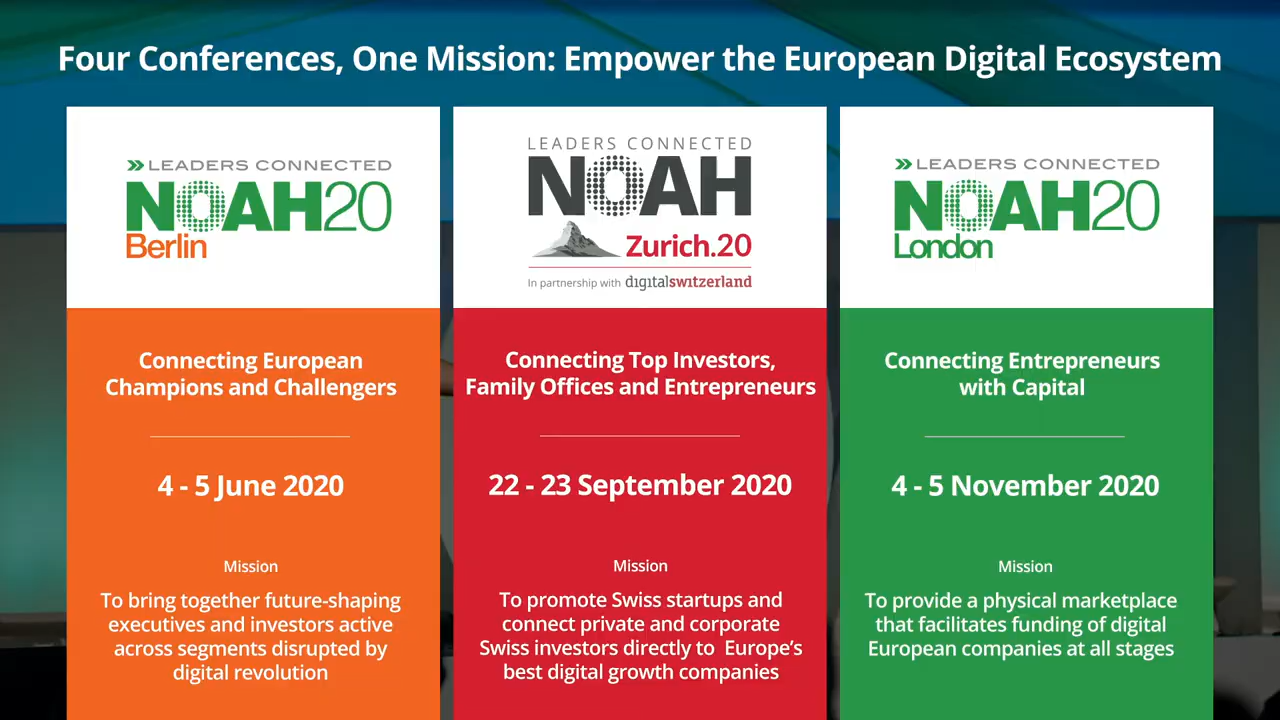 Four Conferences, One Mission: Empower the European Digital Ecosystem
LEADERS CONNECTED
NOAH20
Berlin
Connecting European
Champions and Challengers
4 - 5 June 2020
Mission
To bring together future-shaping
executives and investors active
across segments disrupted by
digital revolution
LEADERS CONNECTED
NOAH
Zurich.20
In partnership with digitalswitzerland
Connecting Top Investors,
Family Offices and Entrepreneurs
22 - 23 September 2020
Mission
To promote Swiss startups and
connect private and corporate
Swiss investors directly to Europe's
best digital growth companies
LEADERS CONNECTED
NOAH20
London
Connecting Entrepreneurs
with Capital
4 - 5 November 2020
Mission
To provide a physical marketplace
that facilitates funding of digital
European companies at all stages